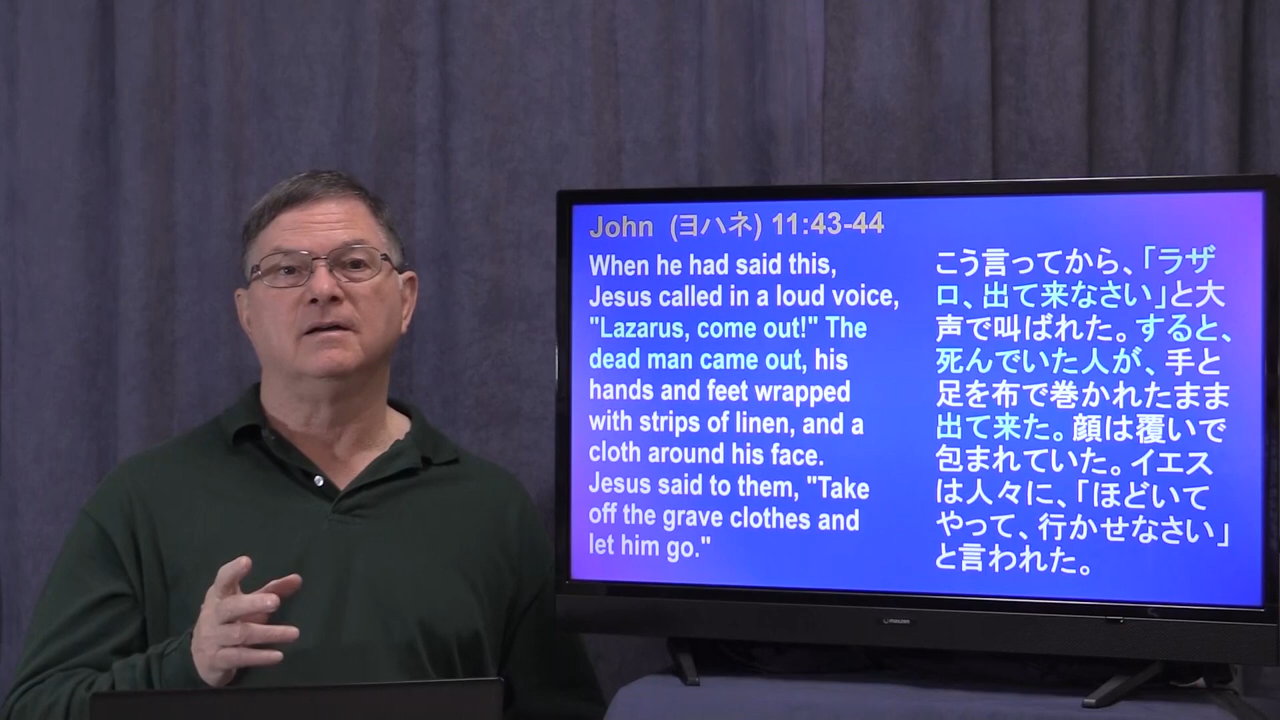 John (ヨハネ) 11:43-44
When he had said this,
Jesus called in a loud voice,
"Lazarus, come out!" The
dead man came out, his
hands and feet wrapped
with strips of linen, and a
cloth around his face.
Jesus said to them, "Take
off the grave clothes and
let him go."
こう言ってから、「ラザ
ロ、出て来なさい」と大
声で叫ばれた。すると、
死んでいた人が、手と
足を布で巻かれたまま
出て来た。顔は覆いで
包まれていた。イエス
は人々に、「ほどいて
やって、行かせなさい」
と言われた。